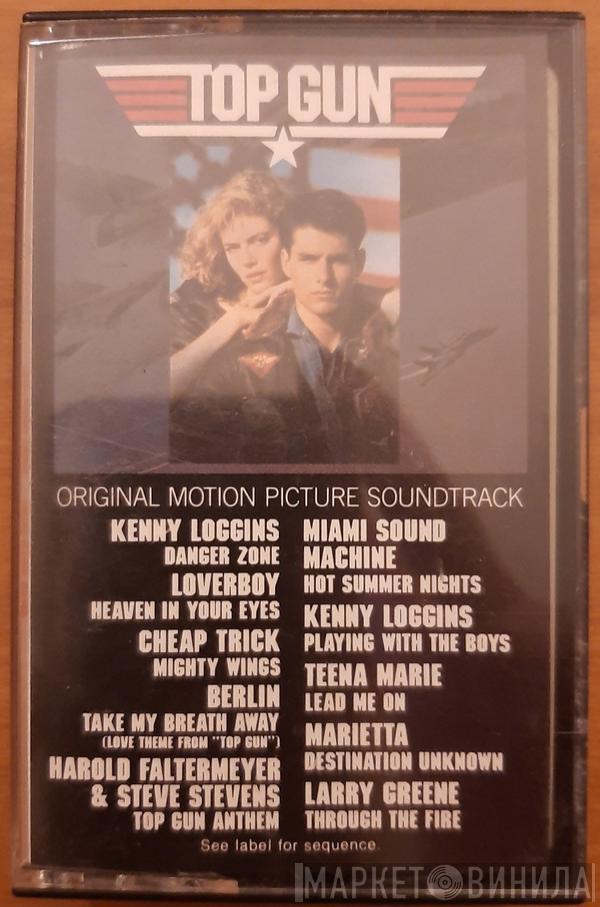 TOP GUN
ORIGINAL MOTION PICTURE SOUNDTRACK
KENNY LOGGINS
DANGER ZONE
LOVERBOY
HEAVEN IN YOUR EYES
CHEAP TRICK
MIGHTY WINGS
BERLIN
TAKE MY BREATH AWAY
(LOVE THEME FROM "TOP GUN")
HAROLD FALTERMEYER
& STEVE STEVENS
TOP GUN ANTHEM
MIAMI SOUND
MACHINE
HOT SUMMER NIGHTS
KENNY LOGGINS
PLAYING WITH THE BOYS
TEENA MARIE
LEAD ME ON
MARIETTA
DESTINATION UNKNOWN
LARRY GREENE
THROUGH THE FIRE
See label for sequence.
МАРКЕТ ВИНИЛА